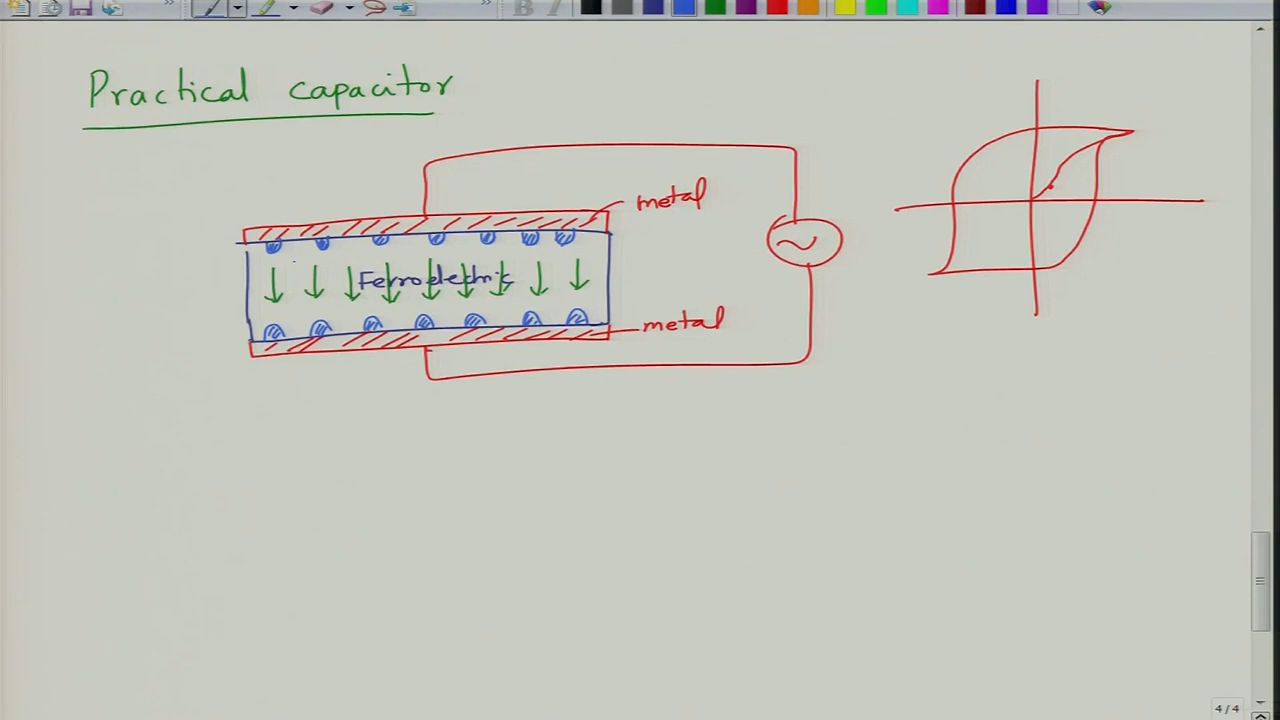 Practical capacitor
metal
Ferroelectric
metal
4/4